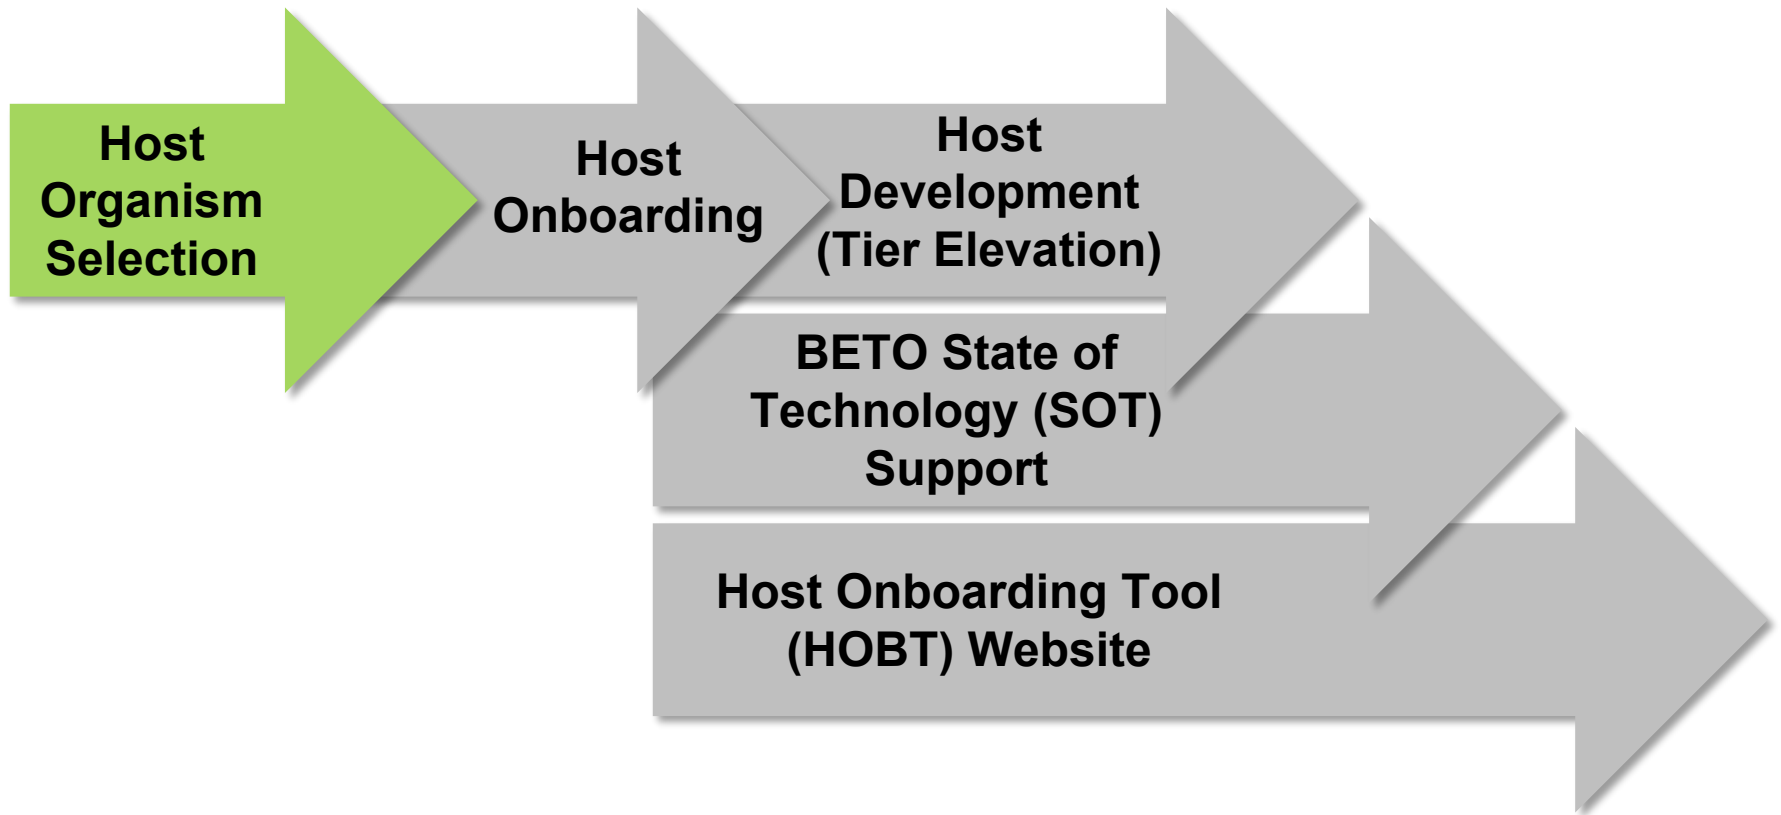 Host
Organism
Selection
Host
Onboarding
Host
Development
(Tier Elevation)
BETO State of
Technology (SOT)
Support
Host Onboarding Tool
(HOBT) Website